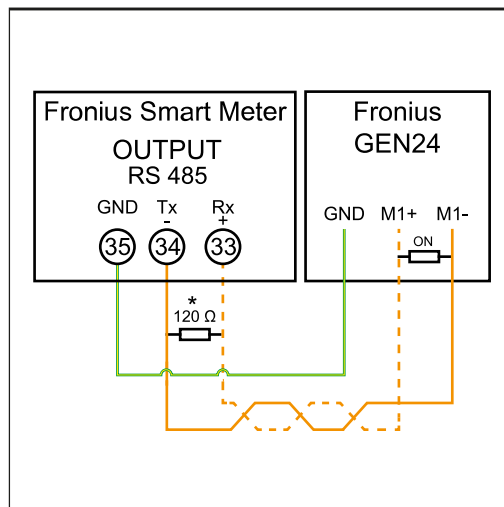 Fronius Smart Meter
OUTPUT
RS 485
GND Tx Rx
- +
35 34 33
*
120 Ω
Fronius
GEN24
GND M1+ M1-
ON